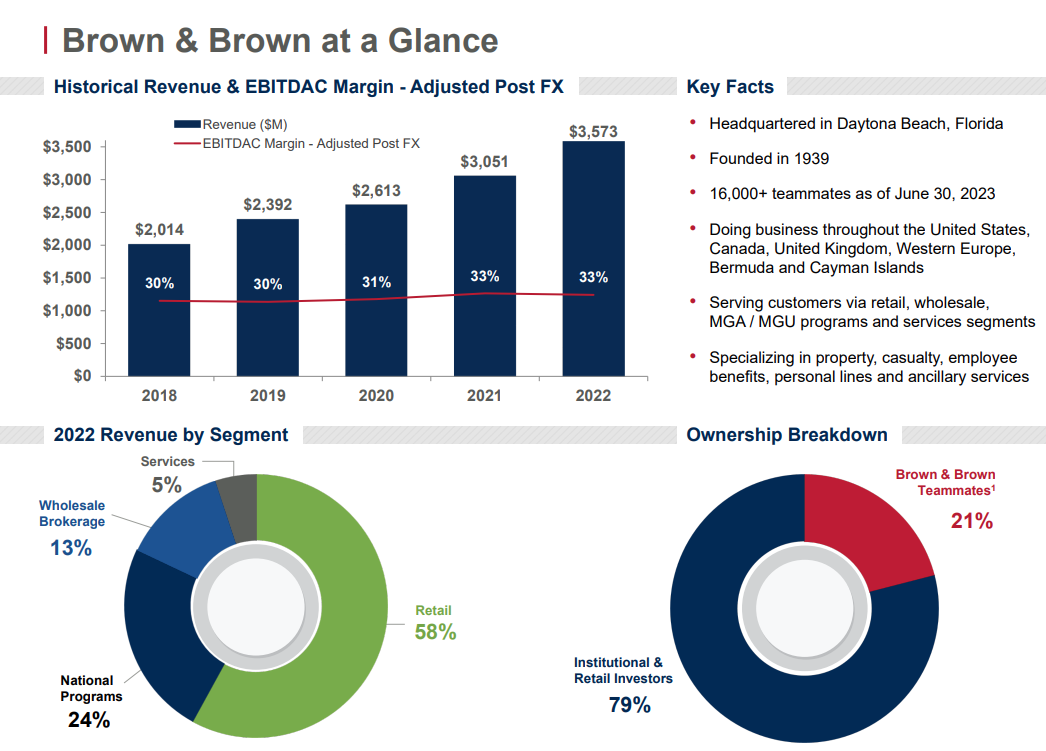 Brown & Brown at a Glance
Historical Revenue & EBITDAC Margin - Adjusted Post FX
Revenue ($M)
EBITDAC Margin - Adjusted Post FX
$3,500
$3,000
$2,500
$2,000
$1,500
$1,000
$500
$0
$2,014
$2,392
$2,613
$3,051
$3,573
30%
30%
31%
33%
33%
2018
2019
2020
2021
2022
Key Facts
• Headquartered in Daytona Beach, Florida
• Founded in 1939
• 16,000+ teammates as of June 30, 2023
• Doing business throughout the United States,
Canada, United Kingdom, Western Europe,
Bermuda and Cayman Islands
• Serving customers via retail, wholesale,
MGA / MGU programs and services segments
• Specializing in property, casualty, employee
benefits, personal lines and ancillary services
2022 Revenue by Segment
Services
5%
Wholesale
Brokerage
13%
Retail
58%
National
Programs
24%
Ownership Breakdown
Brown & Brown
Teammates¹
21%
Institutional &
Retail Investors
79%